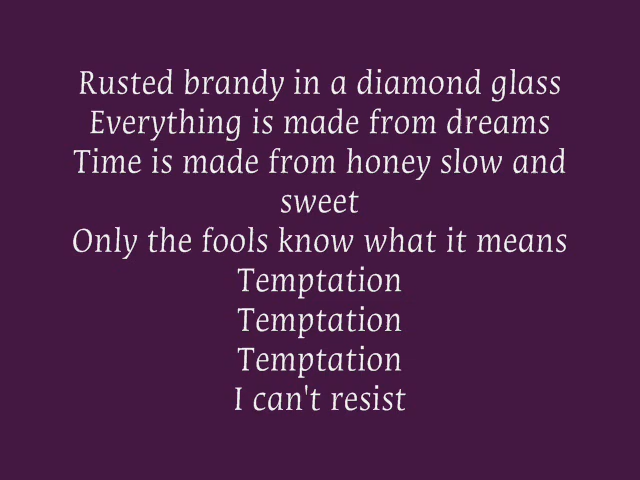 Rusted brandy in a diamond glass
Everything is made from dreams
Time is made from honey slow and
sweet
Only the fools know what it means
Temptation
Temptation
Temptation
I can't resist